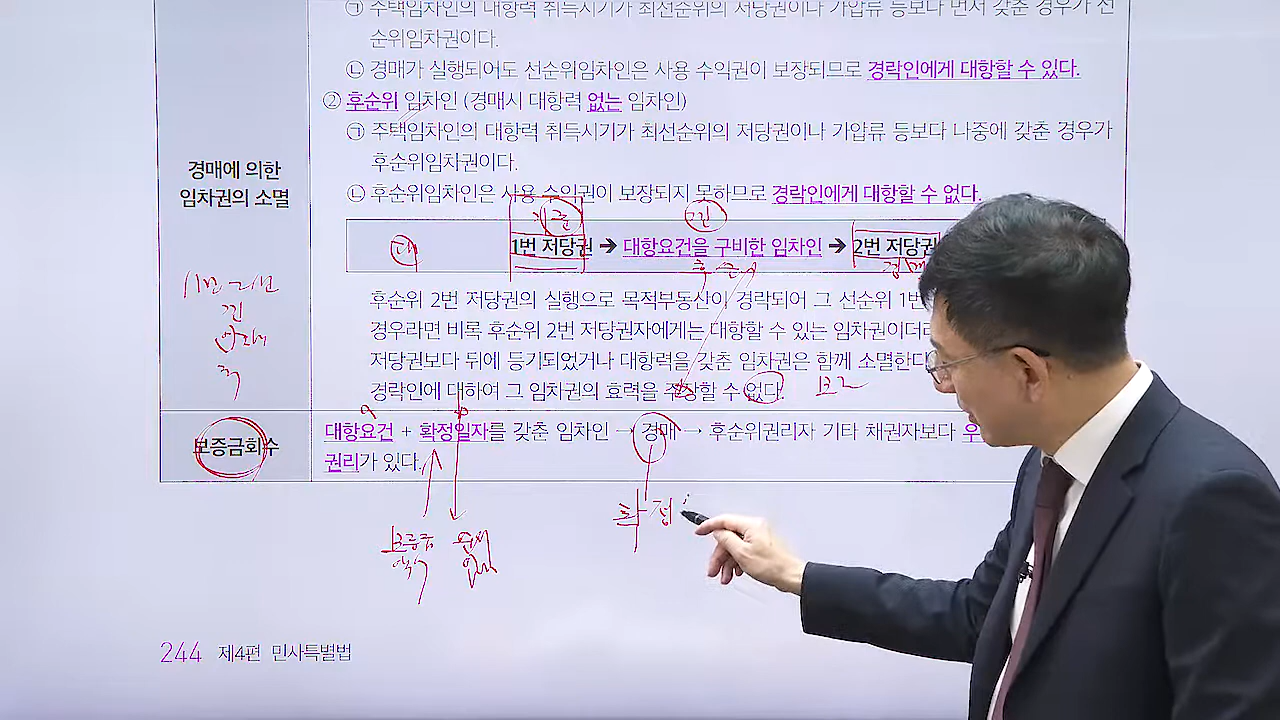 ㉠ 주택임차인의 대항력 취득시기가 최선순위의 저당권이나 가압류 등보다 먼저 갖춘 경우가 선
순위임차권이다.
㉡ 경매가 실행되어도 선순위임차인은 사용 수익권이 보장되므로 경락인에게 대항할 수 있다.
② 후순위 임차인 (경매시 대항력 없는 임차인)
㉠ 주택임차인의 대항력 취득시기가 최선순위의 저당권이나 가압류 등보다 나중에 갖춘 경우가
후순위임차권이다.
경매에 의한
임차권의 소멸
㉡ 후순위임차인은 사용 수익권이 보장되지 못하므로 경락인에게 대항할 수 없다.
1번 저당권 → 대항요건을 구비한 임차인 → 2번 저당권
후순위 2번 저당권의 실행으로 목적부동산이 경락되어 그 선순위 1번
경우라면 비록 후순위 2번 저당권자에게는 대항할 수 있는 임차권이더라
저당권보다 뒤에 등기되었거나 대항력을 갖춘 임차권은 함께 소멸한다
경락인에 대하여 그 임차권의 효력을 주장할 수 없다.
보증금회수
대항요건 + 확정일자를 갖춘 임차인 → 경매 → 후순위권리자 기타 채권자보다 우
권리가 있다.
확정
244 제4편 민사특별법